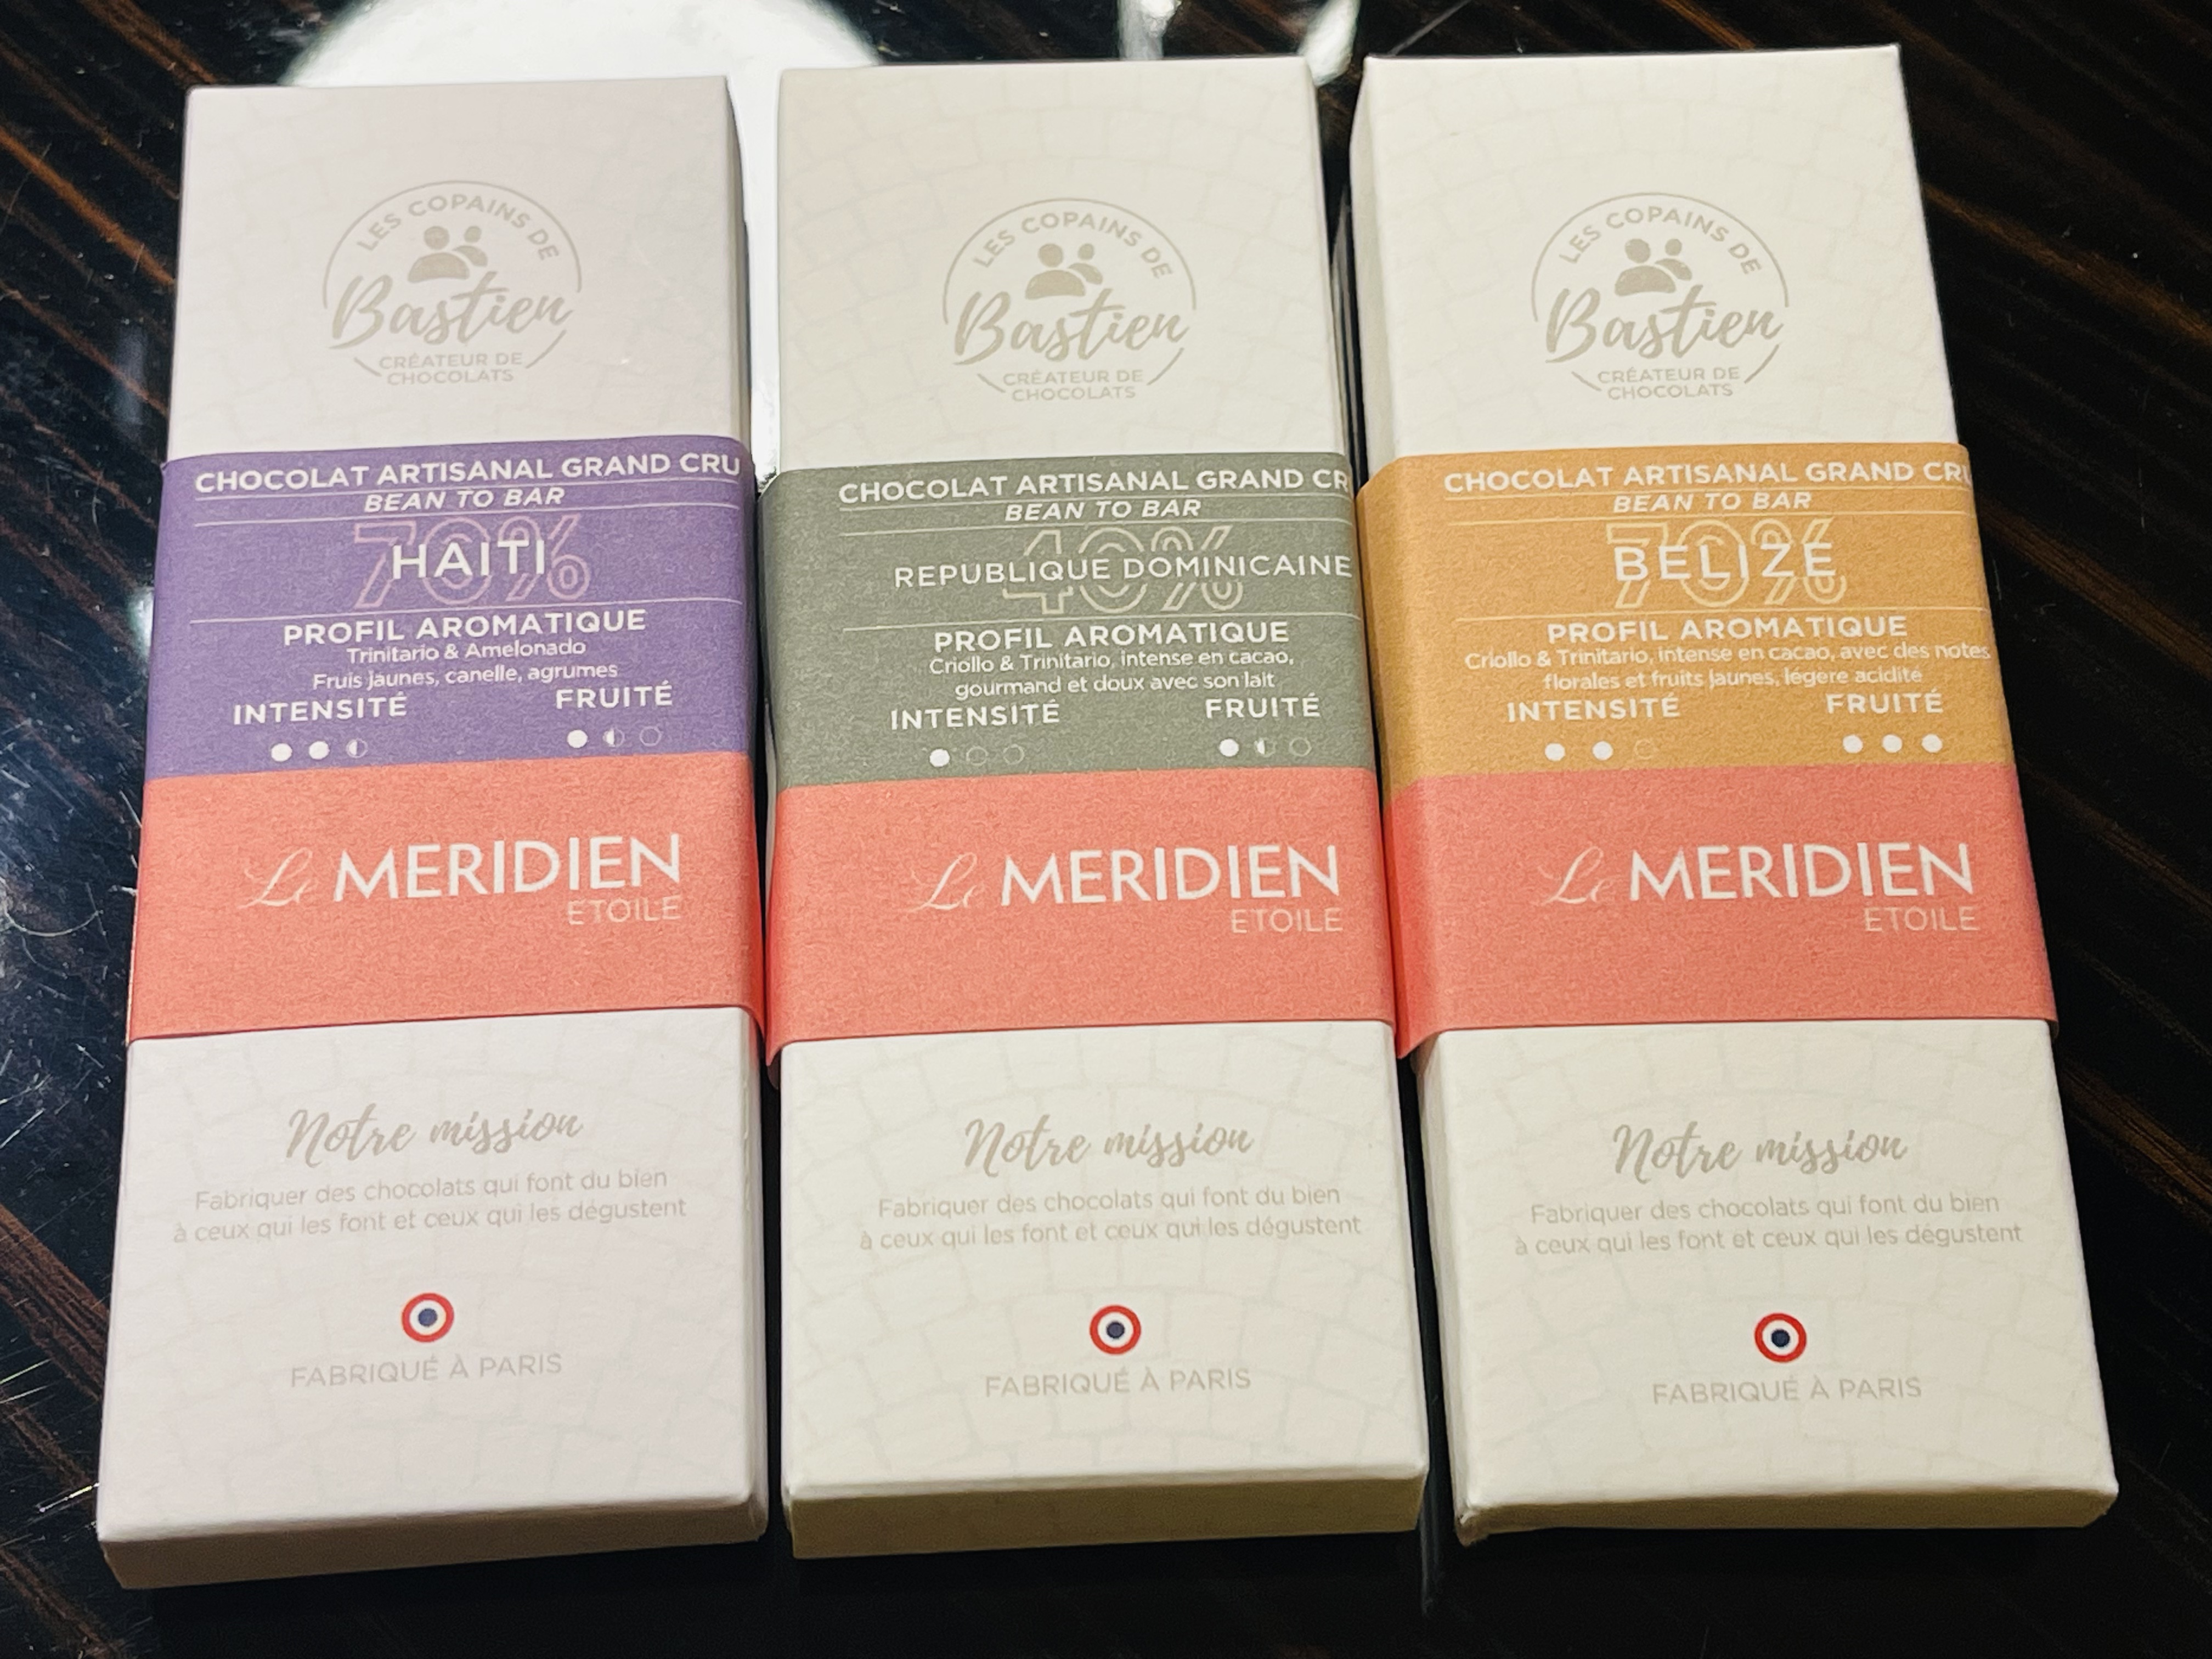 LES COPAINS DE
Bastien
CRÉATEUR DE
CHOCOLATS
CHOCOLAT ARTISANAL GRAND CRU
BEAN TO BAR
70%
HAITI
PROFIL AROMATIQUE
Trinitario & Amelonado
Fruis jaunes, canelle, agrumes
INTENSITÉ FRUITÉ
Le MERIDIEN
ETOILE
Notre mission
Fabriquer des chocolats qui font du bien
à ceux qui les font et ceux qui les dégustent
FABRIQUÉ À PARIS
LES COPAINS DE
Bastien
CRÉATEUR DE
CHOCOLATS
CHOCOLAT ARTISANAL GRAND CR
BEAN TO BAR
40%
REPUBLIQUE DOMINICAINE
PROFIL AROMATIQUE
Criollo & Trinitario, intense en cacao,
gourmand et doux avec son lait
INTENSITÉ FRUITÉ
Le MERIDIEN
ETOILE
Notre mission
Fabriquer des chocolats qui font du bien
à ceux qui les font et ceux qui les dégustent
FABRIQUÉ À PARIS
LES COPAINS DE
Bastien
CRÉATEUR DE
CHOCOLATS
CHOCOLAT ARTISANAL GRAND CRU
BEAN TO BAR
70%
BELIZE
PROFIL AROMATIQUE
Criollo & Trinitario, intense en cacao, avec des notes
florales et fruits jaunes, légère acidité
INTENSITÉ FRUITÉ
Le MERIDIEN
ETOILE
Notre mission
Fabriquer des chocolats qui font du bien
à ceux qui les font et ceux qui les dégustent
FABRIQUÉ À PARIS